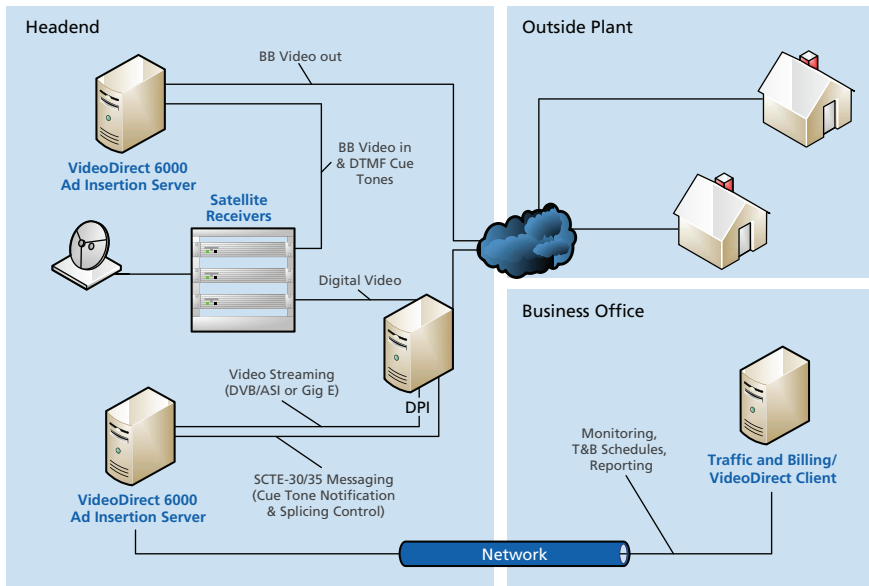 Headend
BB Video out
VideoDirect 6000
Ad Insertion Server
BB Video in
& DTMF Cue
Tones
Satellite
Receivers
Digital Video
Video Streaming
(DVB/ASI or Gig E)
DPI
SCTE-30/35 Messaging
(Cue Tone Notification
& Splicing Control)
VideoDirect 6000
Ad Insertion Server
Network
Outside Plant
Business Office
Monitoring,
T&B Schedules,
Reporting
Traffic and Billing/
VideoDirect Client